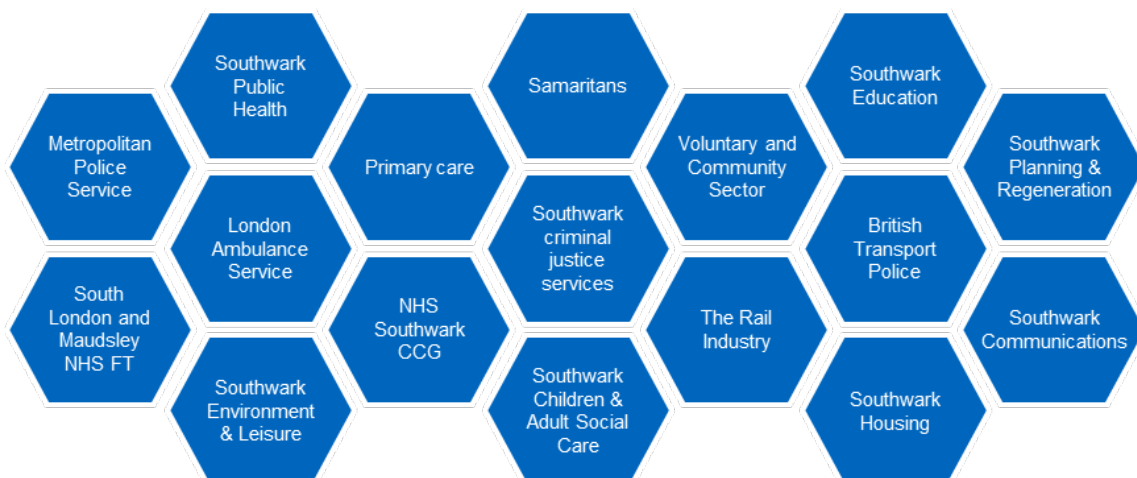 Southwark
Public
Health
Samaritans
Southwark
Education
Metropolitan
Police
Service
Primary care
Voluntary and
Community
Sector
Southwark
Planning &
Regeneration
London
Ambulance
Service
Southwark
criminal
justice
services
British
Transport
Police
South
London and
Maudsley
NHS FT
NHS
Southwark
CCG
The Rail
Industry
Southwark
Communications
Southwark
Environment
& Leisure
Southwark
Children &
Adult Social
Care
Southwark
Housing